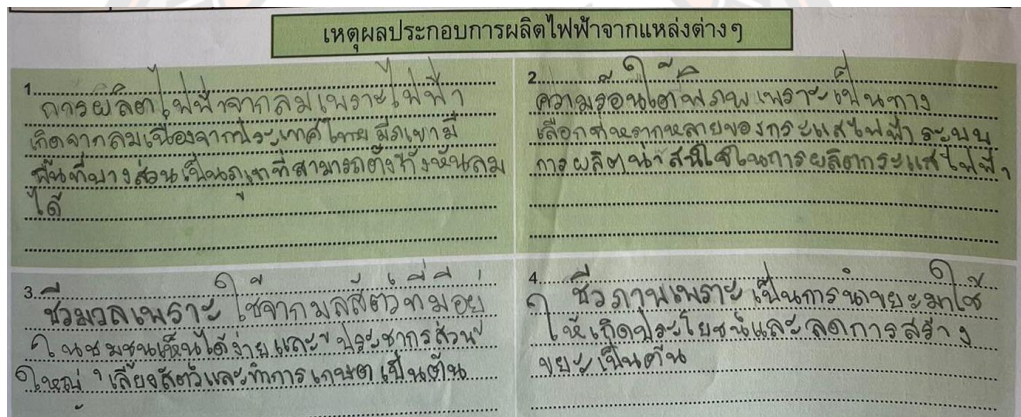 เหตุผลประกอบการผลิตไฟฟ้าจากแหล่งต่างๆ
1. การผลิตไฟฟ้าจากลมเพราะไฟฟ้า
เกิดจากลมเนื่องจากประเทศไทย มีภูเขามี
พื้นที่บางส่วนเป็นภูเขาที่สามารถตั้งกังหันลม
ได้
2. ความร้อนใต้พิภพ เพราะเป็นทาง
เลือกที่หลากหลายของกระแสไฟฟ้า ระบบ
การผลิตน่าสนใจในการผลิตกระแสไฟฟ้า
3. ชีวมวลเพราะ ใช้จากมูลสัตว์ที่มีอยู่
ในชุมชนเห็นได้ง่าย และ ประชากรส่วน
ใหญ่ เลี้ยงสัตว์และทำการเกษตร เป็นต้น
4. ชีวภาพเพราะ เป็นการนำขยะมาใช้
ให้เกิดประโยชน์และลดการสร้าง
ขยะ เป็นต้น